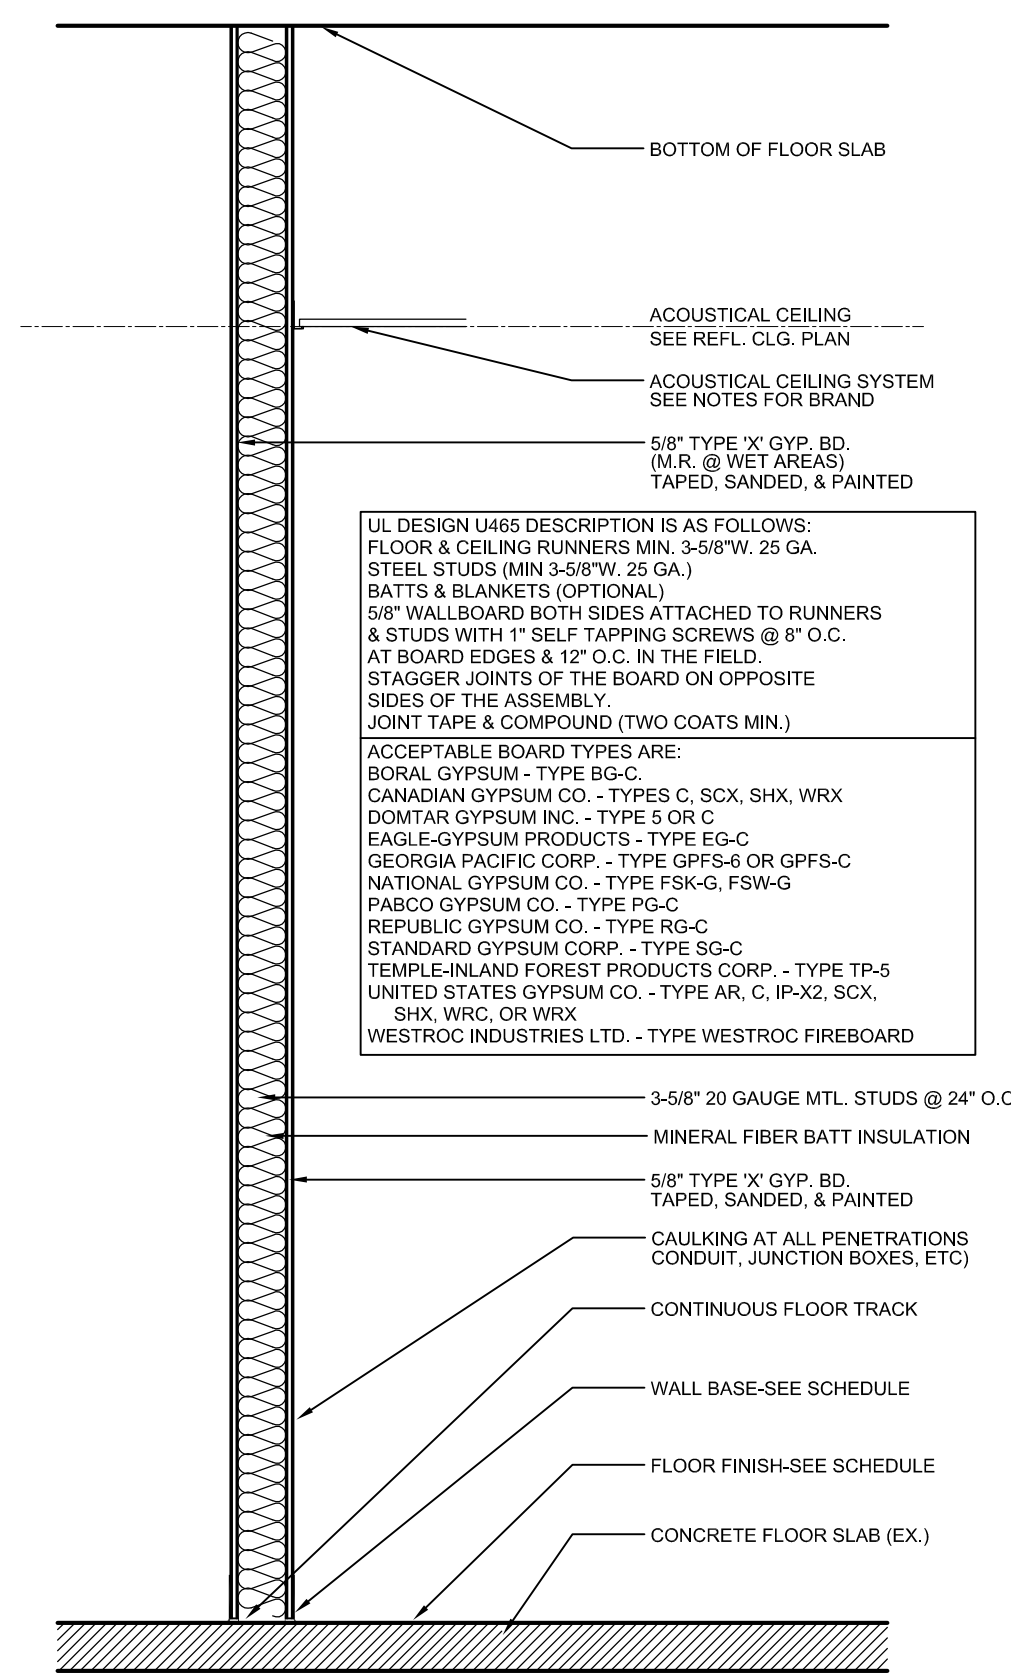 BOTTOM OF FLOOR SLAB
ACOUSTICAL CEILING
SEE REFL. CLG. PLAN
ACOUSTICAL CEILING SYSTEM
SEE NOTES FOR BRAND
5/8" TYPE 'X' GYP. BD.
(M.R. @ WET AREAS)
TAPED, SANDED, & PAINTED
UL DESIGN U465 DESCRIPTION IS AS FOLLOWS:
FLOOR & CEILING RUNNERS MIN. 3-5/8"W. 25 GA.
STEEL STUDS (MIN 3-5/8"W. 25 GA.)
BATTS & BLANKETS (OPTIONAL)
5/8" WALLBOARD BOTH SIDES ATTACHED TO RUNNERS
& STUDS WITH 1" SELF TAPPING SCREWS @ 8" O.C.
AT BOARD EDGES & 12" O.C. IN THE FIELD.
STAGGER JOINTS OF THE BOARD ON OPPOSITE
SIDES OF THE ASSEMBLY.
JOINT TAPE & COMPOUND (TWO COATS MIN.)
ACCEPTABLE BOARD TYPES ARE:
BORAL GYPSUM - TYPE BG-C.
CANADIAN GYPSUM CO. - TYPES C, SCX, SHX, WRX
DOMTAR GYPSUM INC. - TYPE 5 OR C
EAGLE-GYPSUM PRODUCTS - TYPE EG-C
GEORGIA PACIFIC CORP. - TYPE GPFS-6 OR GPFS-C
NATIONAL GYPSUM CO. - TYPE FSK-G, FSW-G
PABCO GYPSUM CO. - TYPE PG-C
REPUBLIC GYPSUM CO. - TYPE RG-C
STANDARD GYPSUM CORP. - TYPE SG-C
TEMPLE-INLAND FOREST PRODUCTS CORP. - TYPE TP-5
UNITED STATES GYPSUM CO. - TYPE AR, C, IP-X2, SCX,
SHX, WRC, OR WRX
WESTROC INDUSTRIES LTD. - TYPE WESTROC FIREBOARD
3-5/8" 20 GAUGE MTL. STUDS @ 24" O.C
MINERAL FIBER BATT INSULATION
5/8" TYPE 'X' GYP. BD.
TAPED, SANDED, & PAINTED
CAULKING AT ALL PENETRATIONS
CONDUIT, JUNCTION BOXES, ETC)
CONTINUOUS FLOOR TRACK
WALL BASE-SEE SCHEDULE
FLOOR FINISH-SEE SCHEDULE
CONCRETE FLOOR SLAB (EX.)